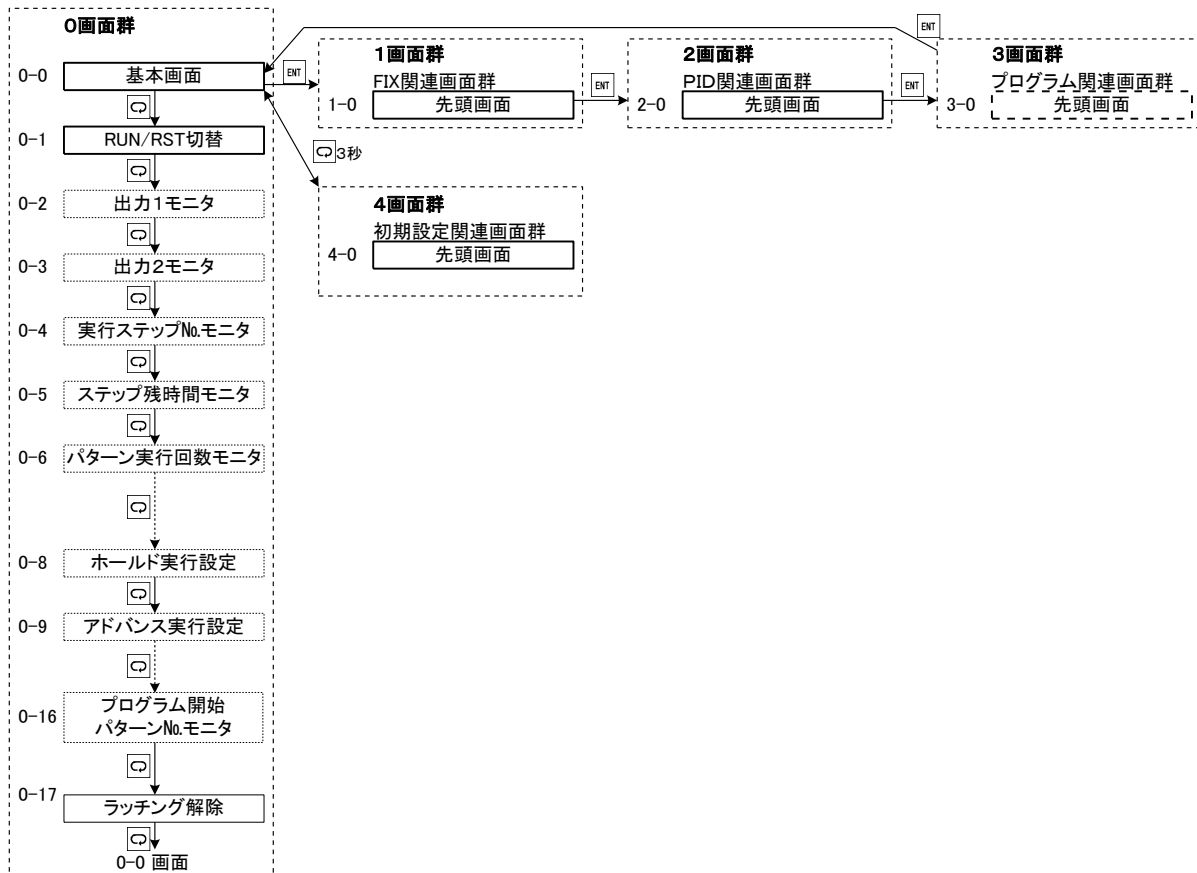 0画面群
0-0 基本画面
0-1 RUN/RST切替
0-2 出力1モニタ
0-3 出力2モニタ
0-4 実行ステップ№モニタ
0-5 ステップ残時間モニタ
0-6 パターン実行回数モニタ
0-8 ホールド実行設定
0-9 アドバンス実行設定
0-16 プログラム開始
パターン№モニタ
0-17 ラッチング解除
0-0 画面
ENT
1画面群
FIX関連画面群
1-0 先頭画面
ENT
2画面群
PID関連画面群
2-0 先頭画面
ENT
3画面群
プログラム関連画面群
3-0 先頭画面
ENT
3秒
4画面群
初期設定関連画面群
4-0 先頭画面